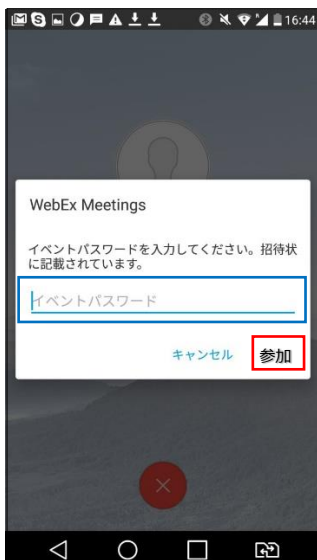 16:44
WebEx Meetings
イベントパスワードを入力してください。招待状
に記載されています。
イベントパスワード
キャンセル 参加